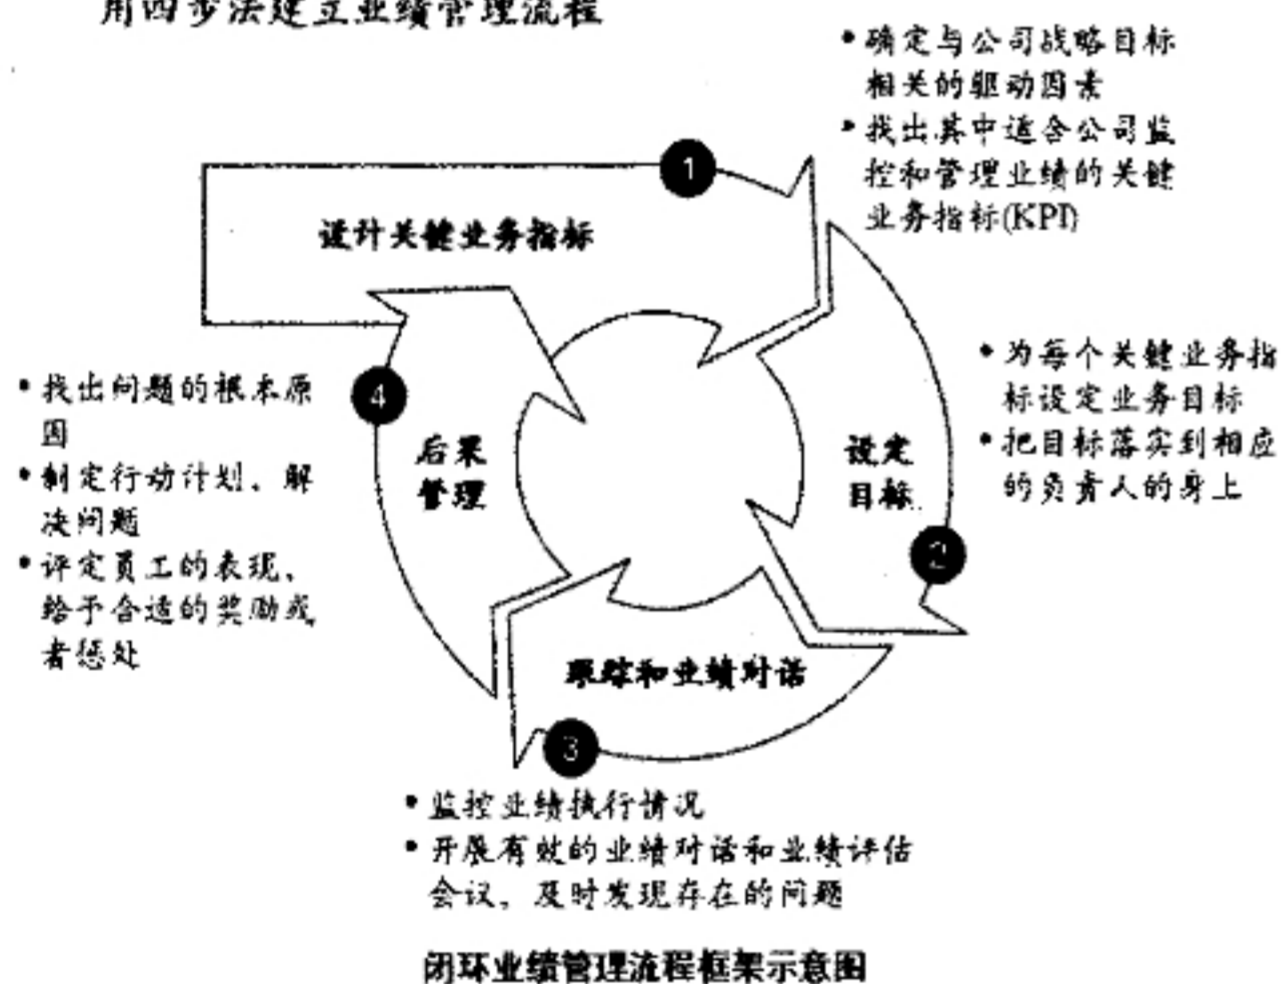 用四步法建立业绩管理流程
• 确定与公司战略目标
相关的驱动因素
• 找出其中适合公司监
控和管理业绩的关键
业务指标(KPI)
1
设计关键业务指标
• 为每个关键业务指
标设定业务目标
• 把目标落实到相应
的负责人的身上
设定
目标
2
4
后果
管理
• 找出问题的根本原
因
• 制定行动计划、解
决问题
• 评定员工的表现、
给予合适的奖励或
者惩处
跟踪和业绩对话
3
• 监控业绩执行情况
• 开展有效的业绩对话和业绩评估
会议、及时发现存在的问题
闭环业绩管理流程框架示意图